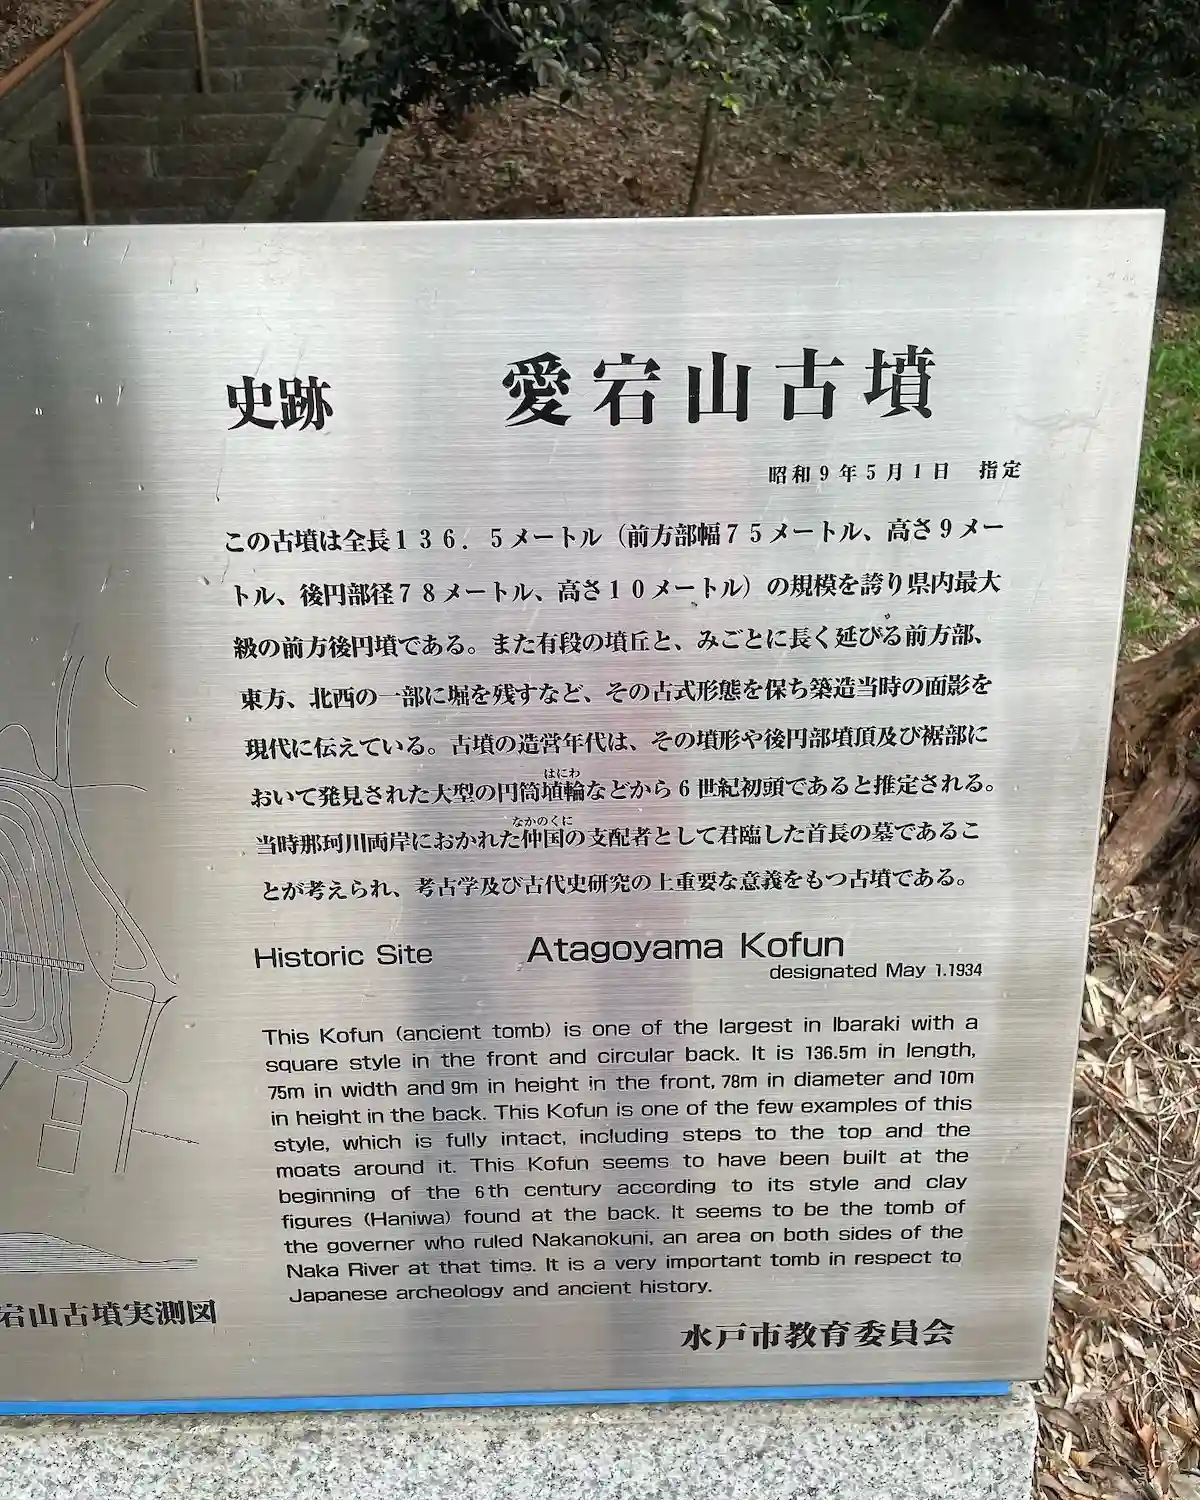 史跡 愛宕山古墳
昭和9年5月1日 指定
この古墳は全長136.5メートル（前方部幅75メートル、高さ9メー
トル、後円部径78メートル、高さ10メートル）の規模を誇り県内最大
級の前方後円墳である。また有段の墳丘と、みごとに長く延びる前方部、
東方、北西の一部に堀を残すなど、その古式形態を保ち築造当時の面影を
現代に伝えている。古墳の造営年代は、その墳形や後円部墳頂及び裾部に
はにわ
おいて発見された大型の円筒埴輪などから6世紀初頭であると推定される。
なかのくに
当時那珂川両岸におかれた仲国の支配者として君臨した首長の墓であるこ
とが考えられ、考古学及び古代史研究の上重要な意義をもつ古墳である。
Historic Site Atagoyama Kofun
designated May 1.1934
This Kofun (ancient tomb) is one of the largest in Ibaraki with a
square style in the front and circular back. It is 136.5m in length,
75m in width and 9m in height in the front, 78m in diameter and 10m
in height in the back. This Kofun is one of the few examples of this
style, which is fully intact, including steps to the top and the
moats around it. This Kofun seems to have been built at the
beginning of the 6th century according to its style and clay
figures (Haniwa) found at the back. It seems to be the tomb of
the governer who ruled Nakanokuni, an area on both sides of the
Naka River at that time. It is a very important tomb in respect to
Japanese archeology and ancient history.
宕山古墳実測図
水戸市教育委員会